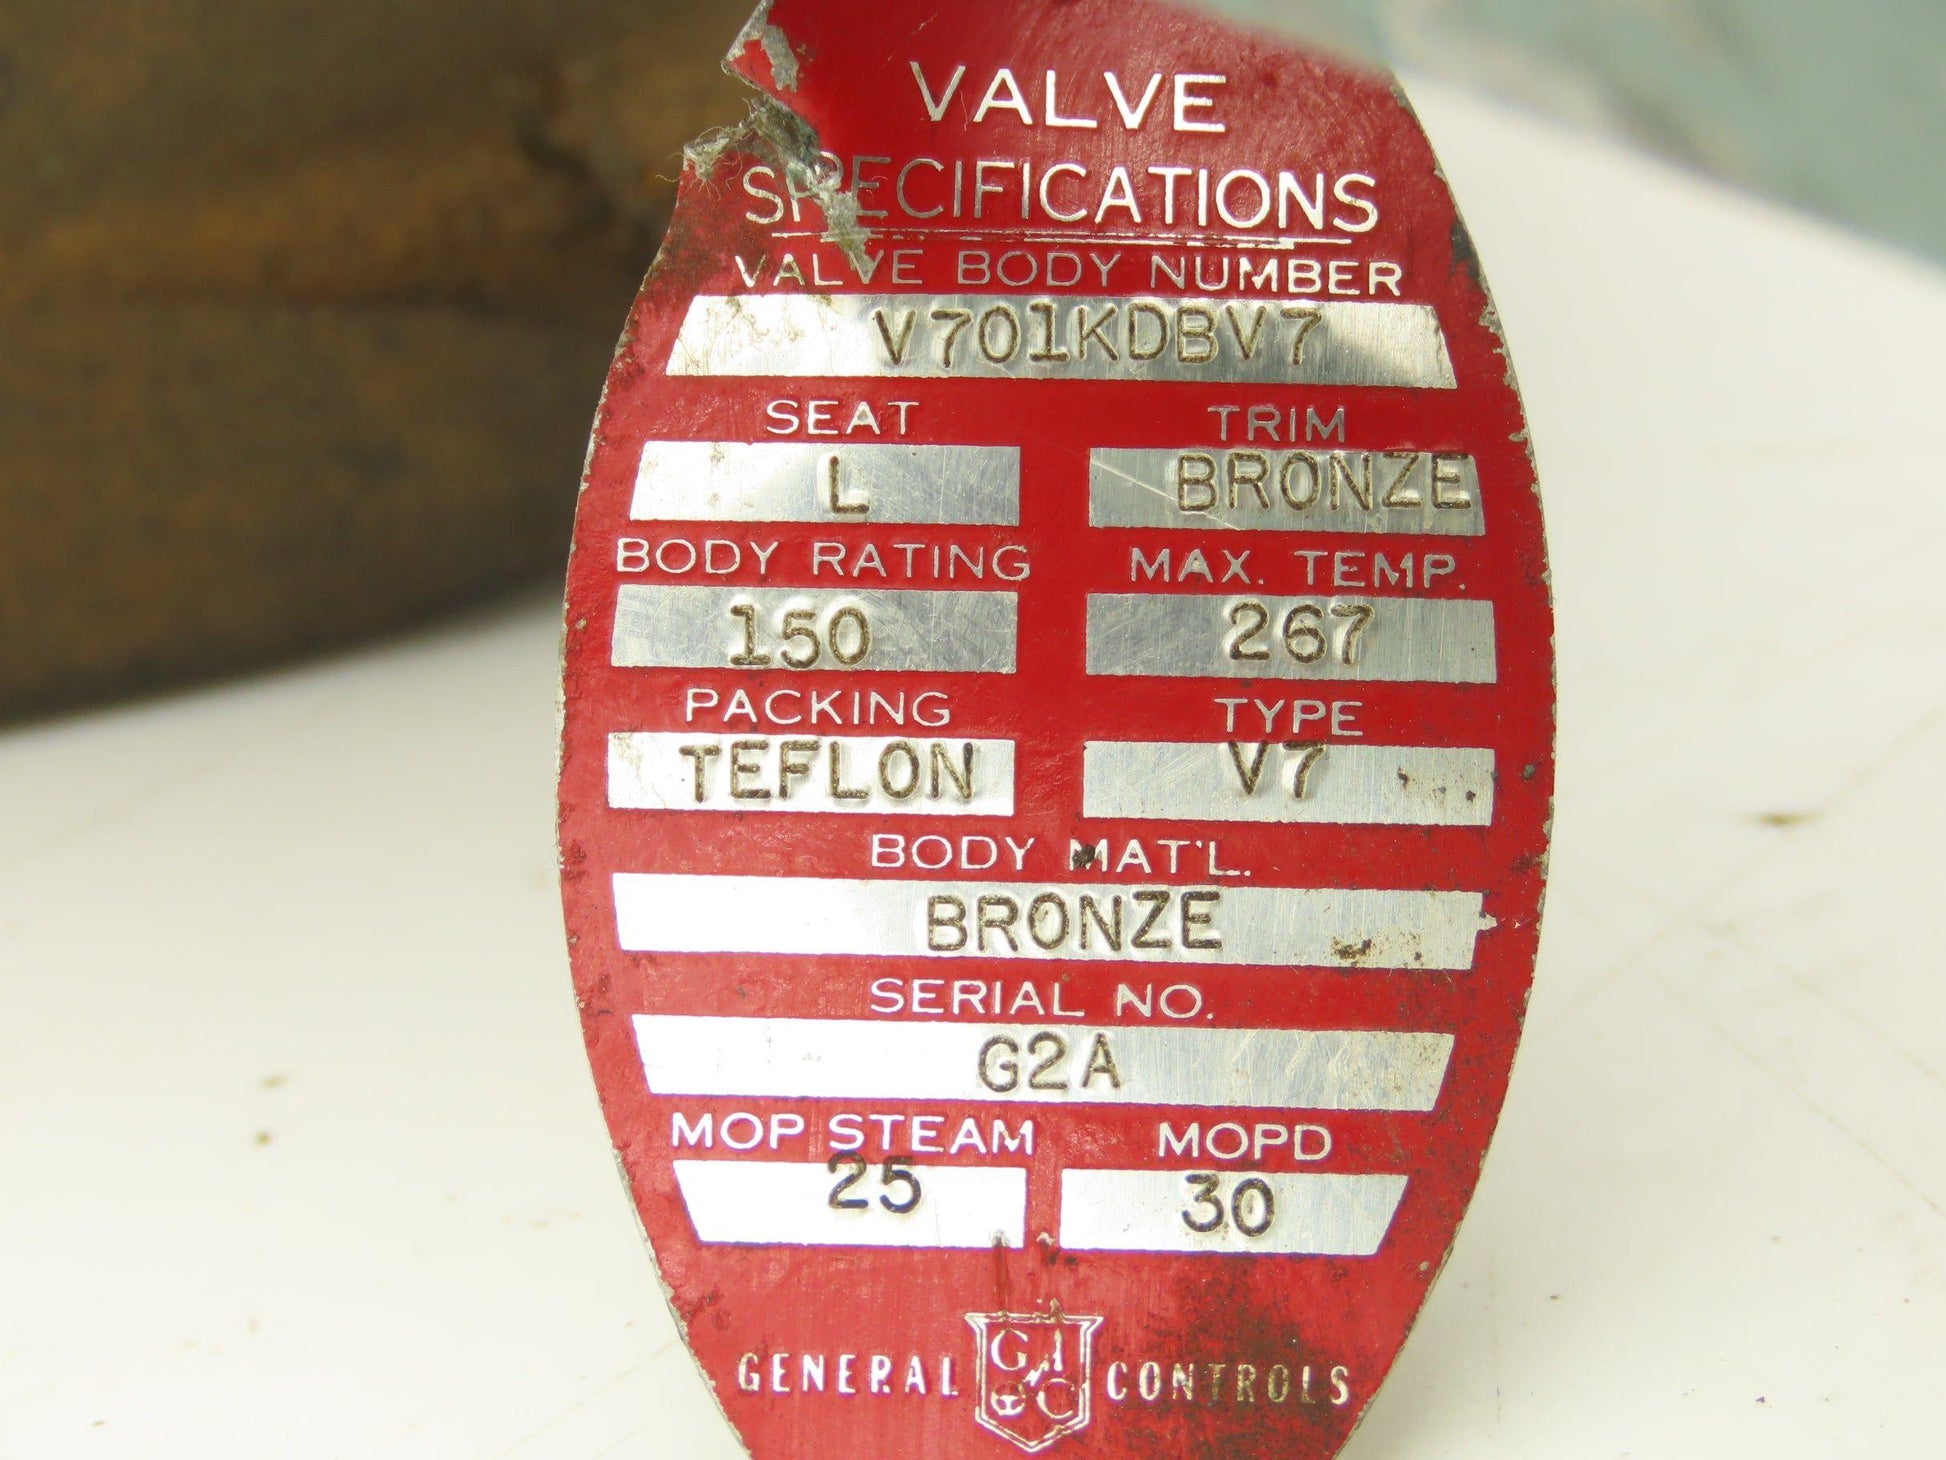 VALVE
SPECIFICATIONS
VALVE BODY NUMBER
V701KDBV7
SEAT TRIM
L BRONZE
BODY RATING MAX. TEMP.
150 267
PACKING TYPE
TEFLON V7
BODY MAT'L.
BRONZE
SERIAL NO.
G2A
MOP STEAM MOPD
25 30
GENERAL CONTROLS